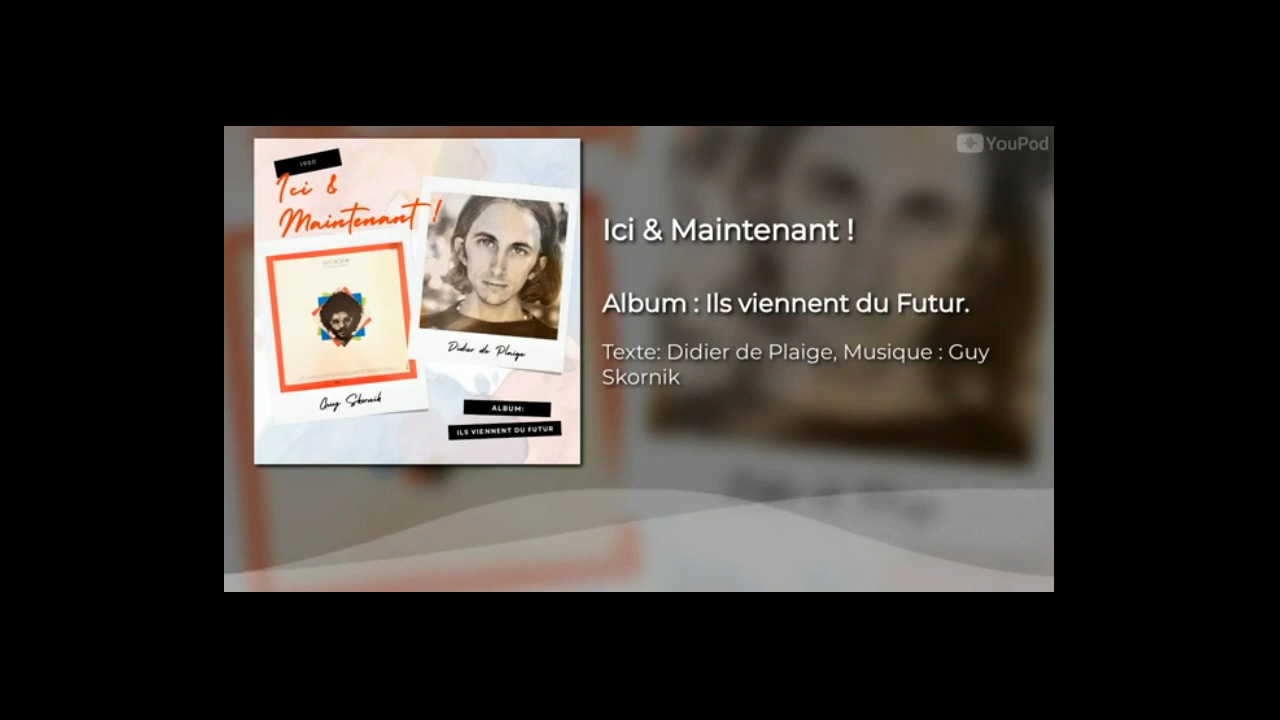 YouPod
1980
Ici &
Maintenant !
Didier de Plaige
Guy Skornik
ALBUM:
ILS VIENNENT DU FUTUR
Ici & Maintenant !
Album : Ils viennent du Futur.
Texte: Didier de Plaige, Musique : Guy
Skornik